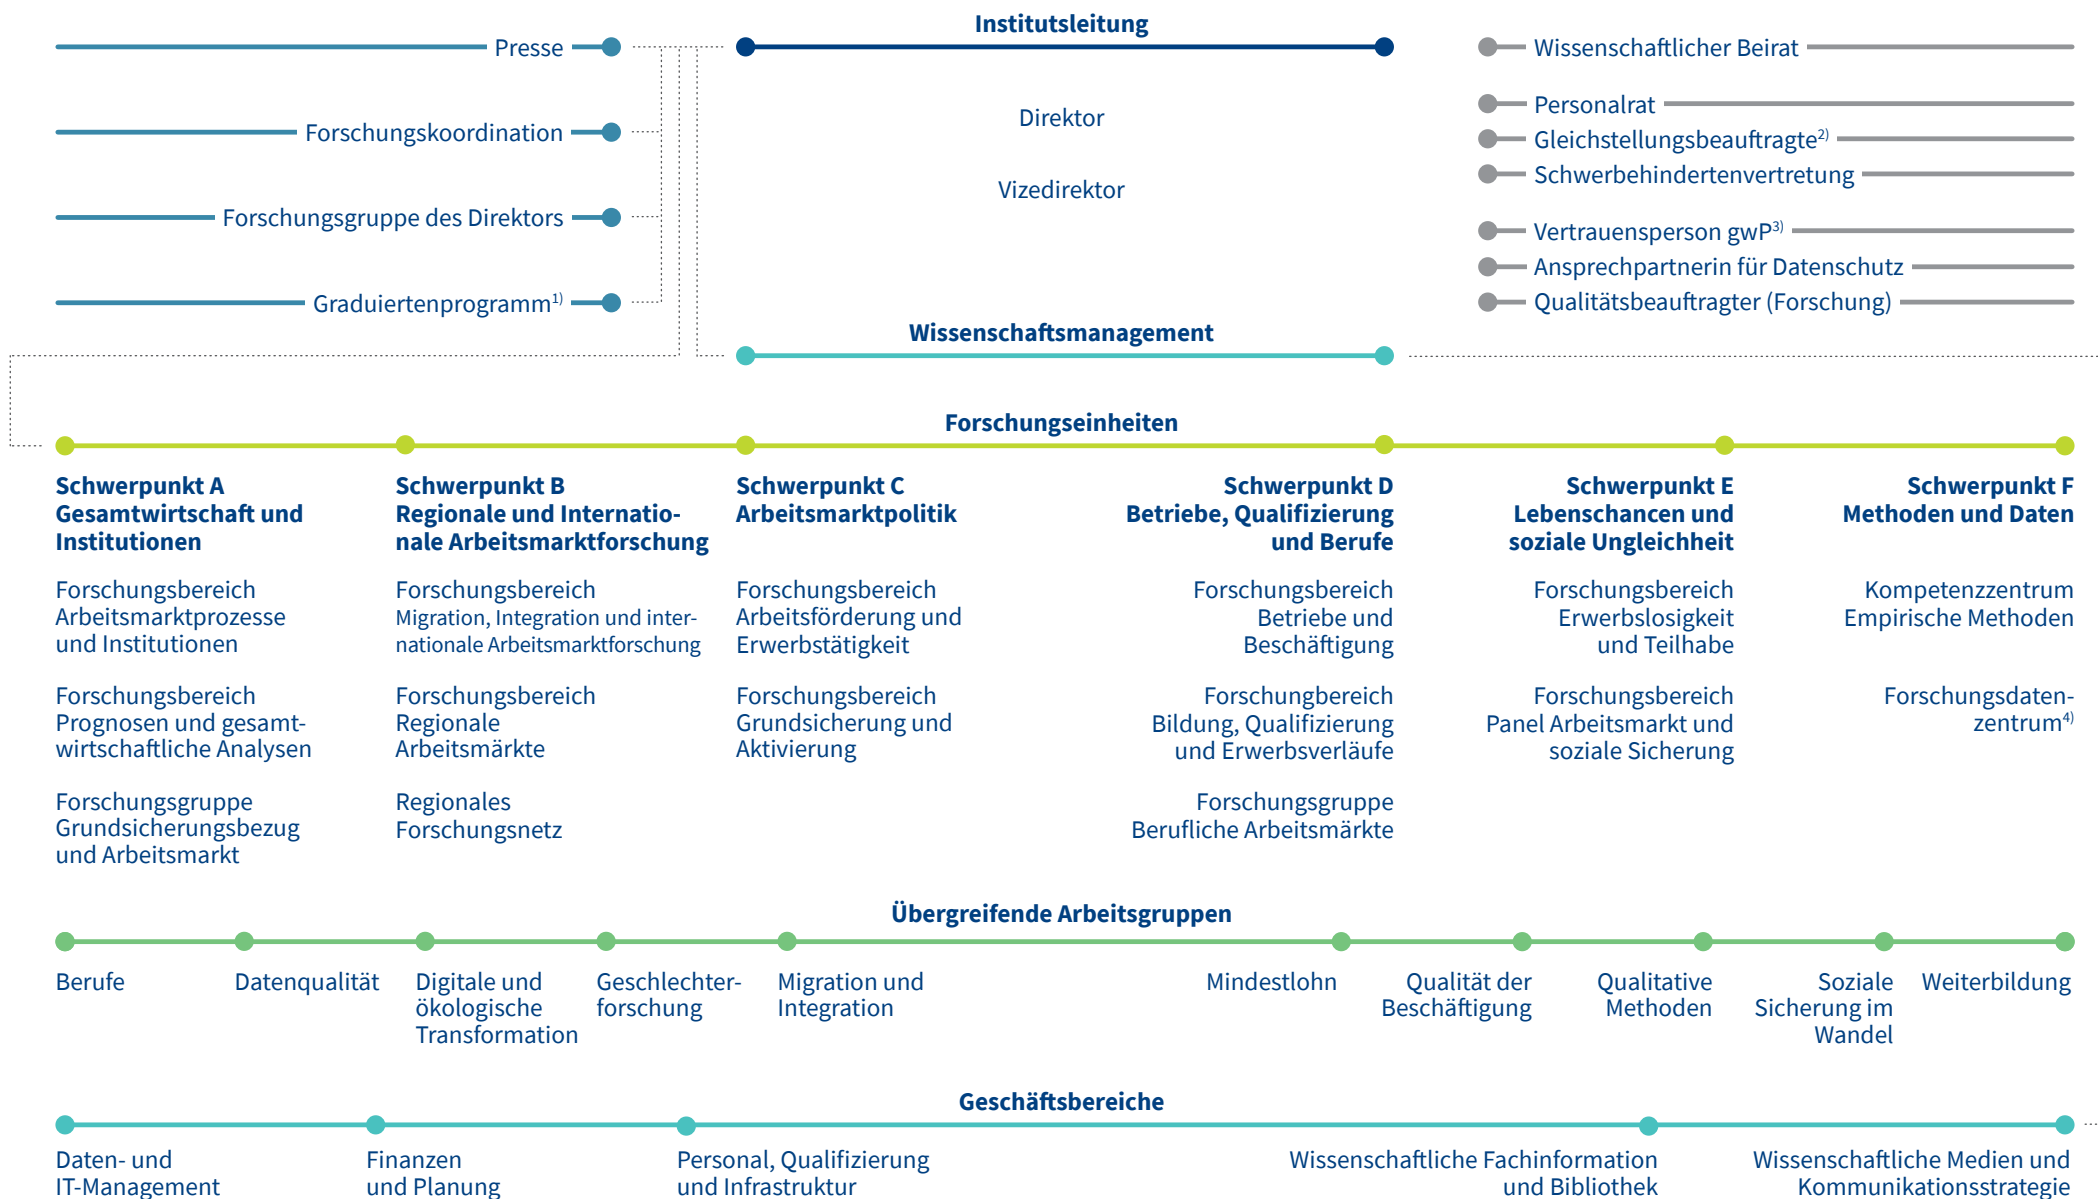 Institutsleitung
Presse
Forschungskoordination
Forschungsgruppe des Direktors
Graduiertenprogramm1)
Direktor
Vizedirektor
Wissenschaftlicher Beirat
Personalrat
Gleichstellungsbeauftragte2)
Schwerbehindertenvertretung
Vertrauensperson gwP3)
Ansprechpartnerin für Datenschutz
Qualitätsbeauftragter (Forschung)
Wissenschaftsmanagement
Forschungseinheiten
Schwerpunkt A
Gesamtwirtschaft und
Institutionen
Forschungsbereich
Arbeitsmarktprozesse
und Institutionen
Forschungsbereich
Prognosen und gesamt-
wirtschaftliche Analysen
Forschungsgruppe
Grundsicherungsbezug
und Arbeitsmarkt
Schwerpunkt B
Regionale und Internatio-
nale Arbeitsmarktforschung
Forschungsbereich
Migration, Integration und inter-
nationale Arbeitsmarktforschung
Forschungsbereich
Regionale
Arbeitsmärkte
Regionales
Forschungsnetz
Schwerpunkt C
Arbeitsmarktpolitik
Forschungsbereich
Arbeitsförderung und
Erwerbstätigkeit
Forschungsbereich
Grundsicherung und
Aktivierung
Schwerpunkt D
Betriebe, Qualifizierung
und Berufe
Forschungsbereich
Betriebe und
Beschäftigung
Forschungbereich
Bildung, Qualifizierung
und Erwerbsverläufe
Forschungsgruppe
Berufliche Arbeitsmärkte
Schwerpunkt E
Lebenschancen und
soziale Ungleichheit
Forschungsbereich
Erwerbslosigkeit
und Teilhabe
Forschungsbereich
Panel Arbeitsmarkt und
soziale Sicherung
Schwerpunkt F
Methoden und Daten
Kompetenzzentrum
Empirische Methoden
Forschungsdaten-
zentrum4)
Übergreifende Arbeitsgruppen
Berufe
Datenqualität
Digitale und
ökologische
Transformation
Geschlechter-
forschung
Migration und
Integration
Mindestlohn
Qualität der
Beschäftigung
Qualitative
Methoden
Soziale
Sicherung im
Wandel
Weiterbildung
Geschäftsbereiche
Daten- und
IT-Management
Finanzen
und Planung
Personal, Qualifizierung
und Infrastruktur
Wissenschaftliche Fachinformation
und Bibliothek
Wissenschaftliche Medien und
Kommunikationsstrategie